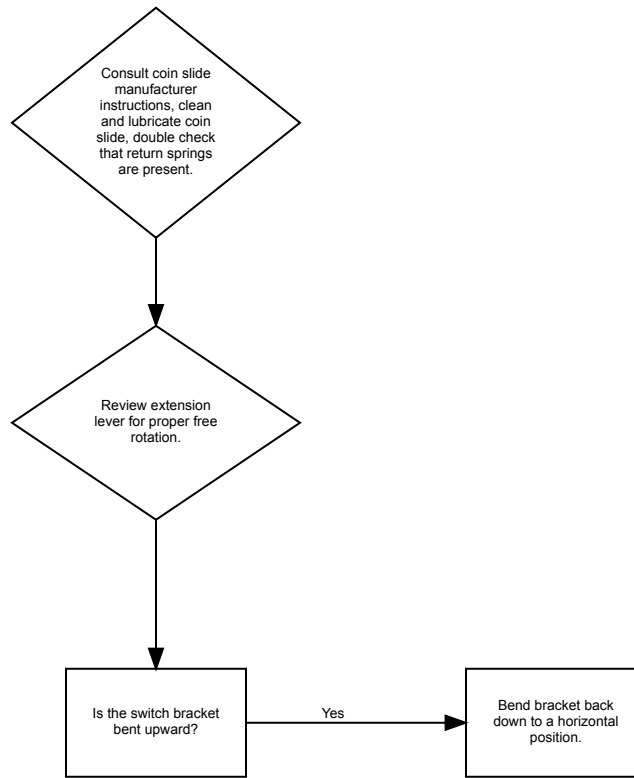 Consult coin slide
manufacturer
instructions, clean
and lubricate coin
slide, double check
that return springs
are present.
Review extension
lever for proper free
rotation.
Is the switch bracket
bent upward?
Yes
Bend bracket back
down to a horizontal
position.